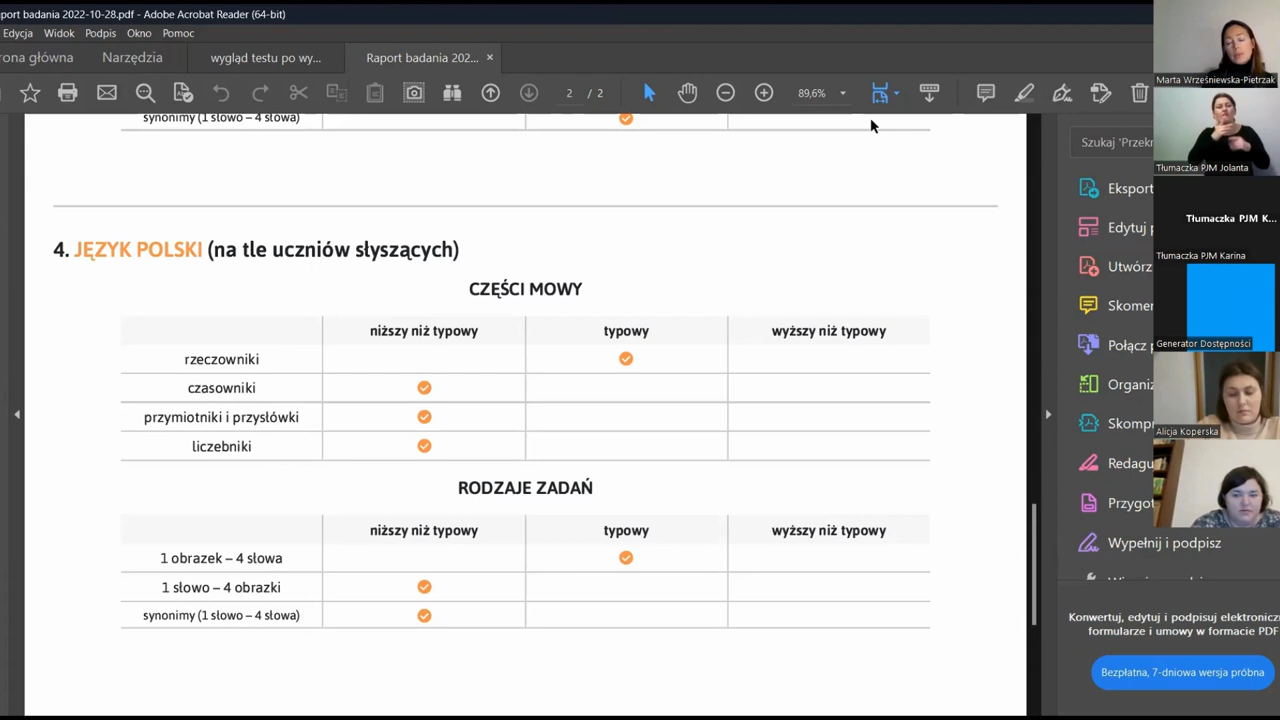 port badania 2022-10-28.pdf - Adobe Acrobat Reader (64-bit)
Edycja Widok Podpis Okno Pomoc
rona główna Narzędzia wygląd testu po wy... Raport badania 202... ×
2 / 2 89,6%
synonimy (1 słowo – 4 słowa)
4. JĘZYK POLSKI (na tle uczniów słyszących)
CZĘŚCI MOWY
niższy niż typowy typowy wyższy niż typowy
rzeczowniki
czasowniki
przymiotniki i przysłówki
liczebniki
RODZAJE ZADAŃ
niższy niż typowy typowy wyższy niż typowy
1 obrazek – 4 słowa
1 słowo – 4 obrazki
synonimy (1 słowo – 4 słowa)
Szukaj 'Przekr
Eksport
Edytuj p
Utwórz
Skomen
Połącz p
Organiz
Skomp
Redagu
Przygot
Wypełnij i podpisz
Konwertuj, edytuj i podpisuj elektronicz
formularze i umowy w formacie PDF
Bezpłatna, 7-dniowa wersja próbna
Marta Wrześniewska-Pietrzak
Tłumaczka PJM Jolanta
Tłumaczka PJM K...
Tłumaczka PJM Karina
Generator Dostępności
Alicja Koperska